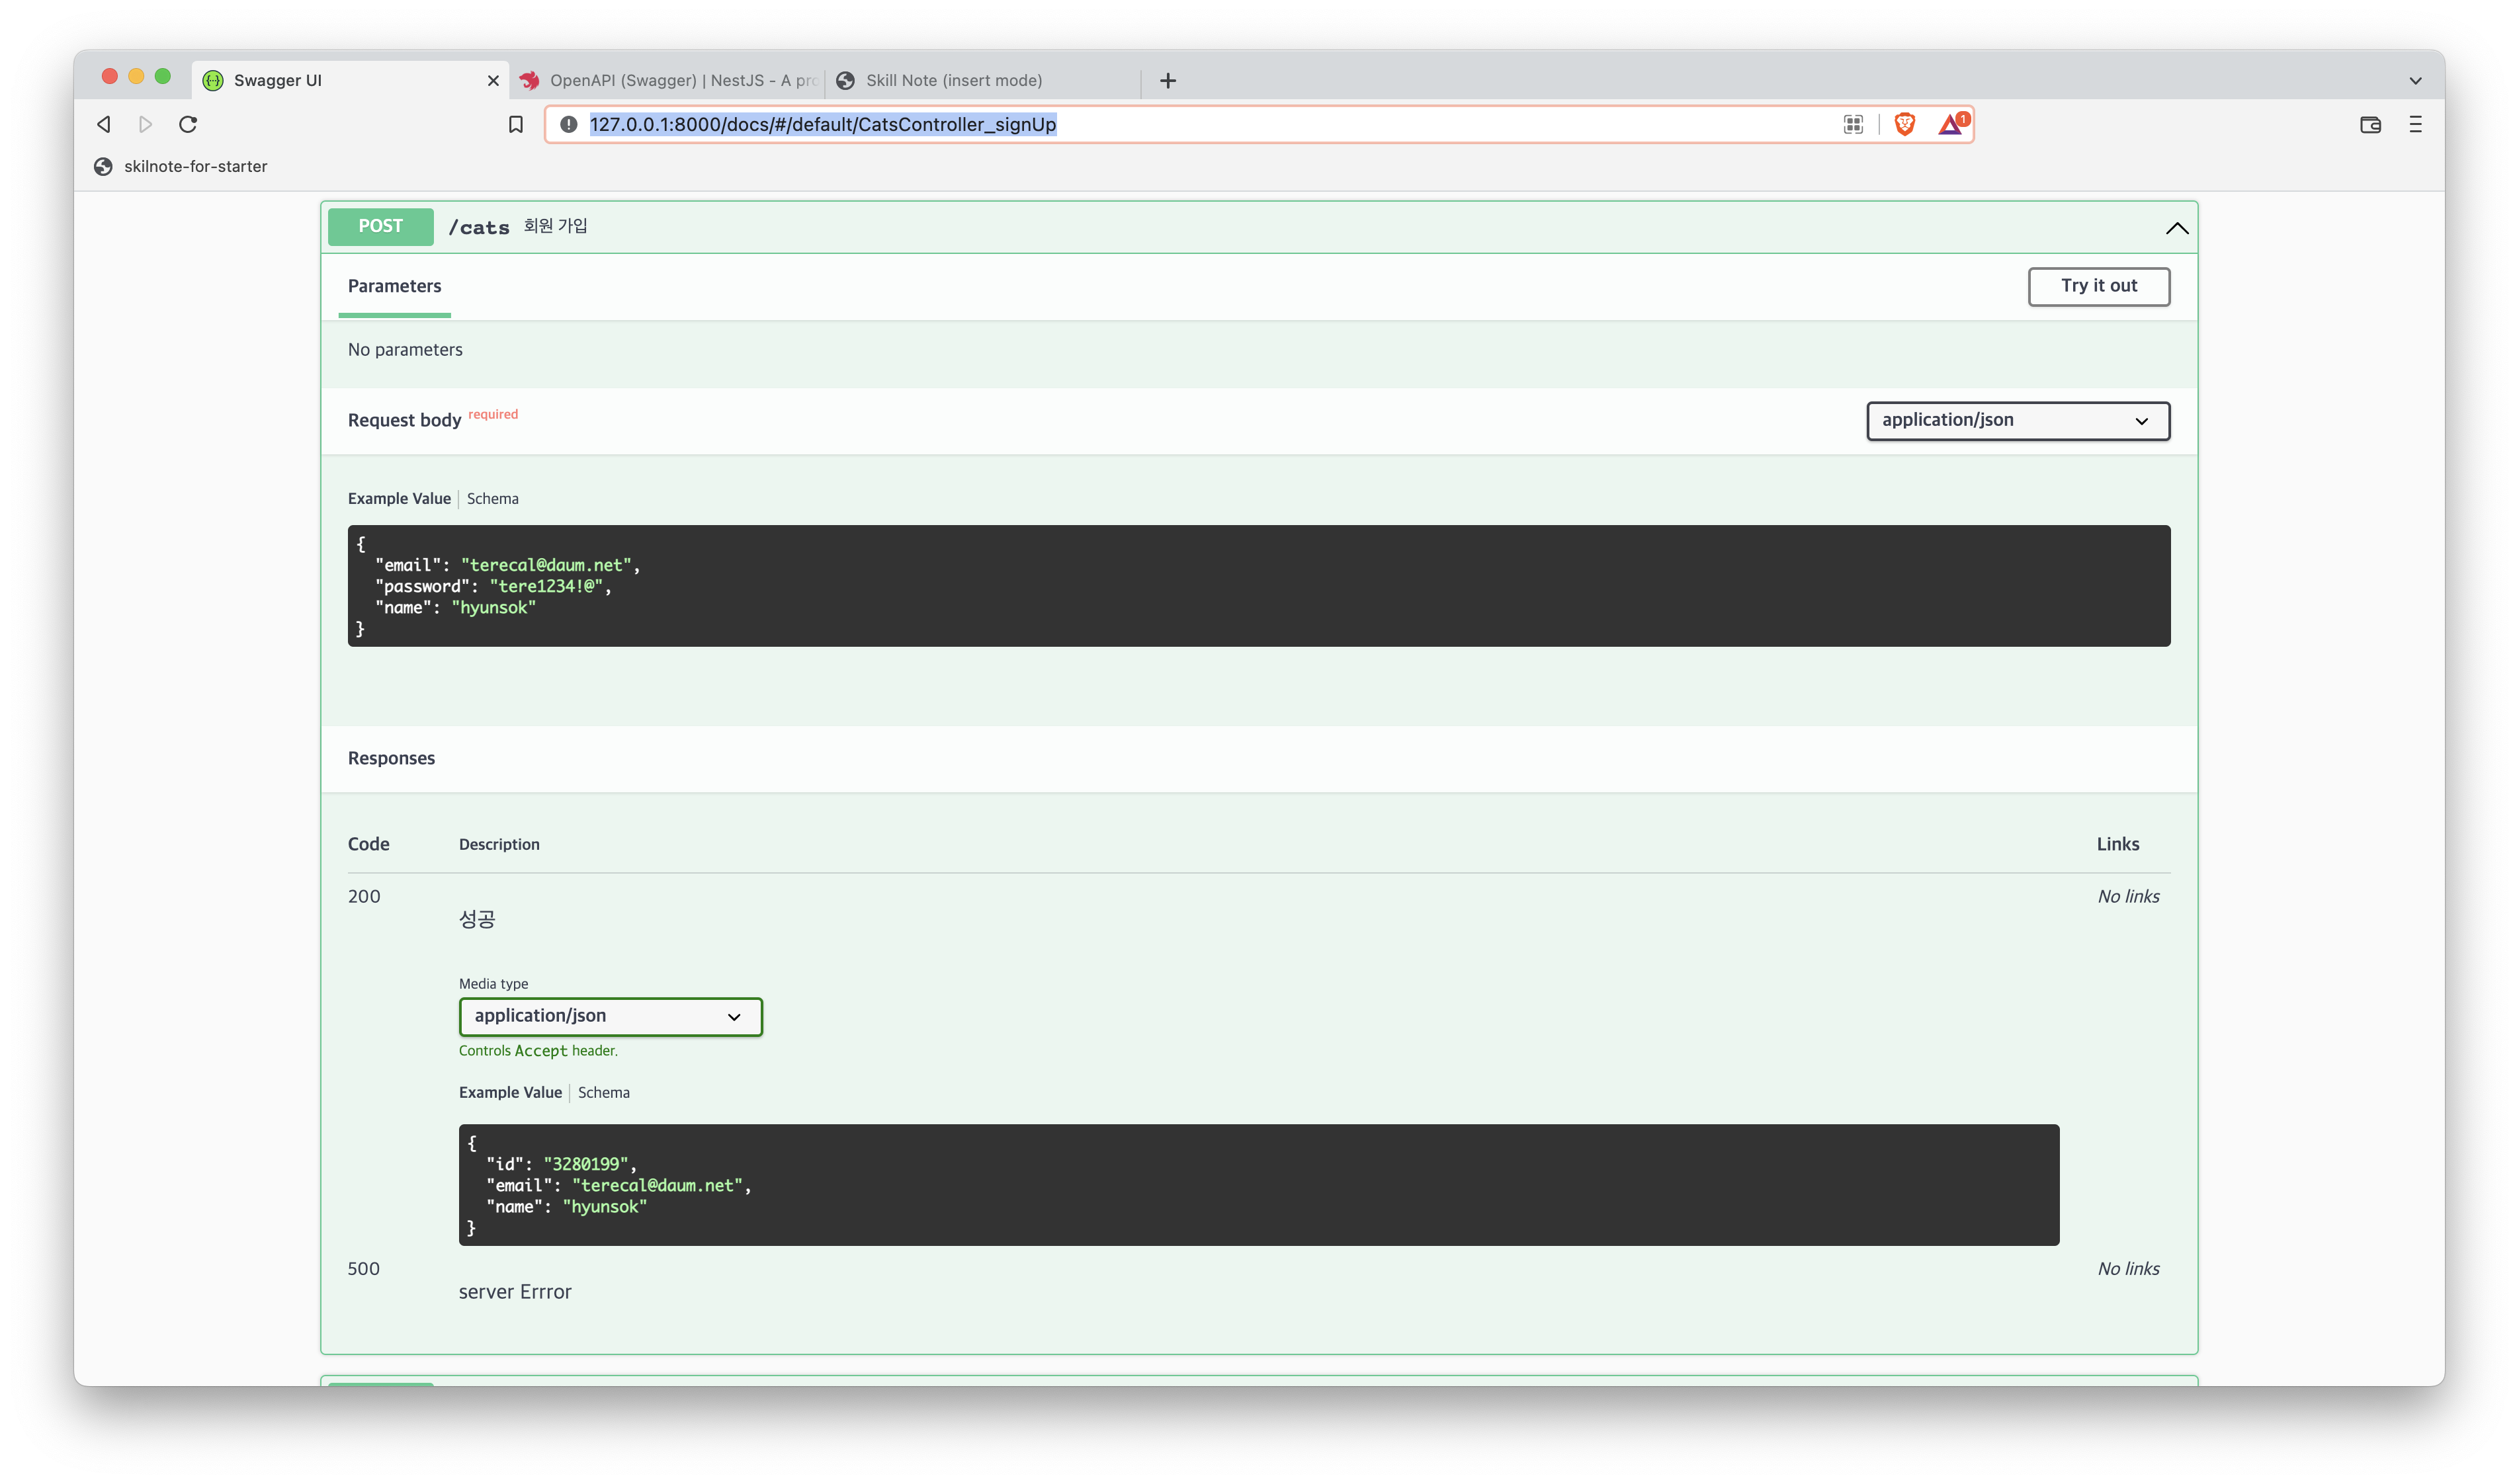 Swagger UI
OpenAPI (Swagger) | NestJS - A pro
Skill Note (insert mode)
127.0.0.1:8000/docs/#/default/CatsController_signUp
1
skilnote-for-starter
POST /cats 회원 가입
Parameters
Try it out
No parameters
Request body required
application/json
Example Value
Schema
{
"email": "terecal@daum.net",
"password": "tere1234!@",
"name": "hyunsok"
}
Responses
Code Description Links
200
성공
No links
Media type
application/json
Controls Accept header.
Example Value
Schema
{
"id": "3280199",
"email": "terecal@daum.net",
"name": "hyunsok"
}
500
server Errror
No links